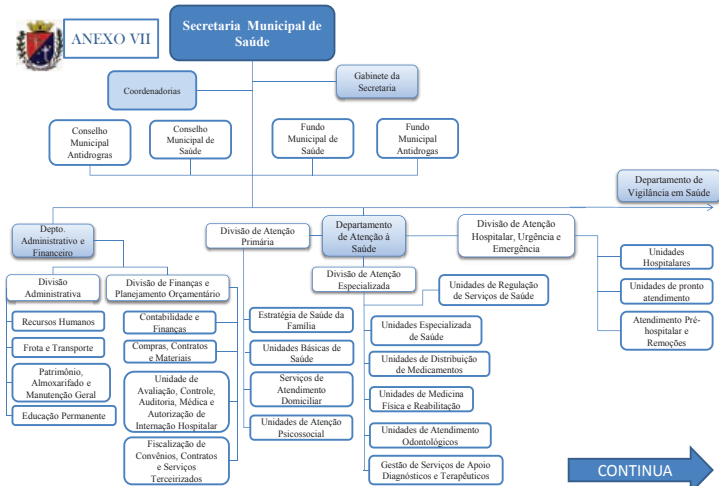 ANEXO VII
Secretaria Municipal de
Saúde
Coordenadorias
Gabinete da
Secretaria
Conselho
Municipal
Antidrogras
Conselho
Municipal de
Saúde
Fundo
Municipal de
Saúde
Fundo
Municipal
Antidrogas
Departamento de
Vigilância em Saúde
Depto.
Administrativo e
Financeiro
Divisão de Atenção
Primária
Departamento
de Atenção à
Saúde
Divisão de Atenção
Hospitalar, Urgência e
Emergência
Divisão
Administrativa
Recursos Humanos
Frota e Transporte
Patrimônio,
Almoxarifado e
Manutenção Geral
Educação Permanente
Divisão de Finanças e
Planejamento Orçamentário
Contabilidade e
Finanças
Compras, Contratos
e Materiais
Unidade de
Avaliação, Controle,
Auditoria, Médica e
Autorização de
Internação Hospitalar
Fiscalização de
Convênios, Contratos
e Serviços
Terceirizados
Estratégia de Saúde da
Família
Unidades Básicas de
Saúde
Serviços de
Atendimento
Domiciliar
Unidades de Atenção
Psicossocial
Divisão de Atenção
Especializada
Unidades de Regulação
de Serviços de Saúde
Unidades Especializada
de Saúde
Unidades de Distribuição
de Medicamentos
Unidades de Medicina
Física e Reabilitação
Unidades de Atendimento
Odontológicos
Gestão de Serviços de Apoio
Diagnósticos e Terapêuticos
Unidades
Hospitalares
Unidades de pronto
atendimento
Atendimento Pré-
hospitalar e
Remoções
CONTINUA